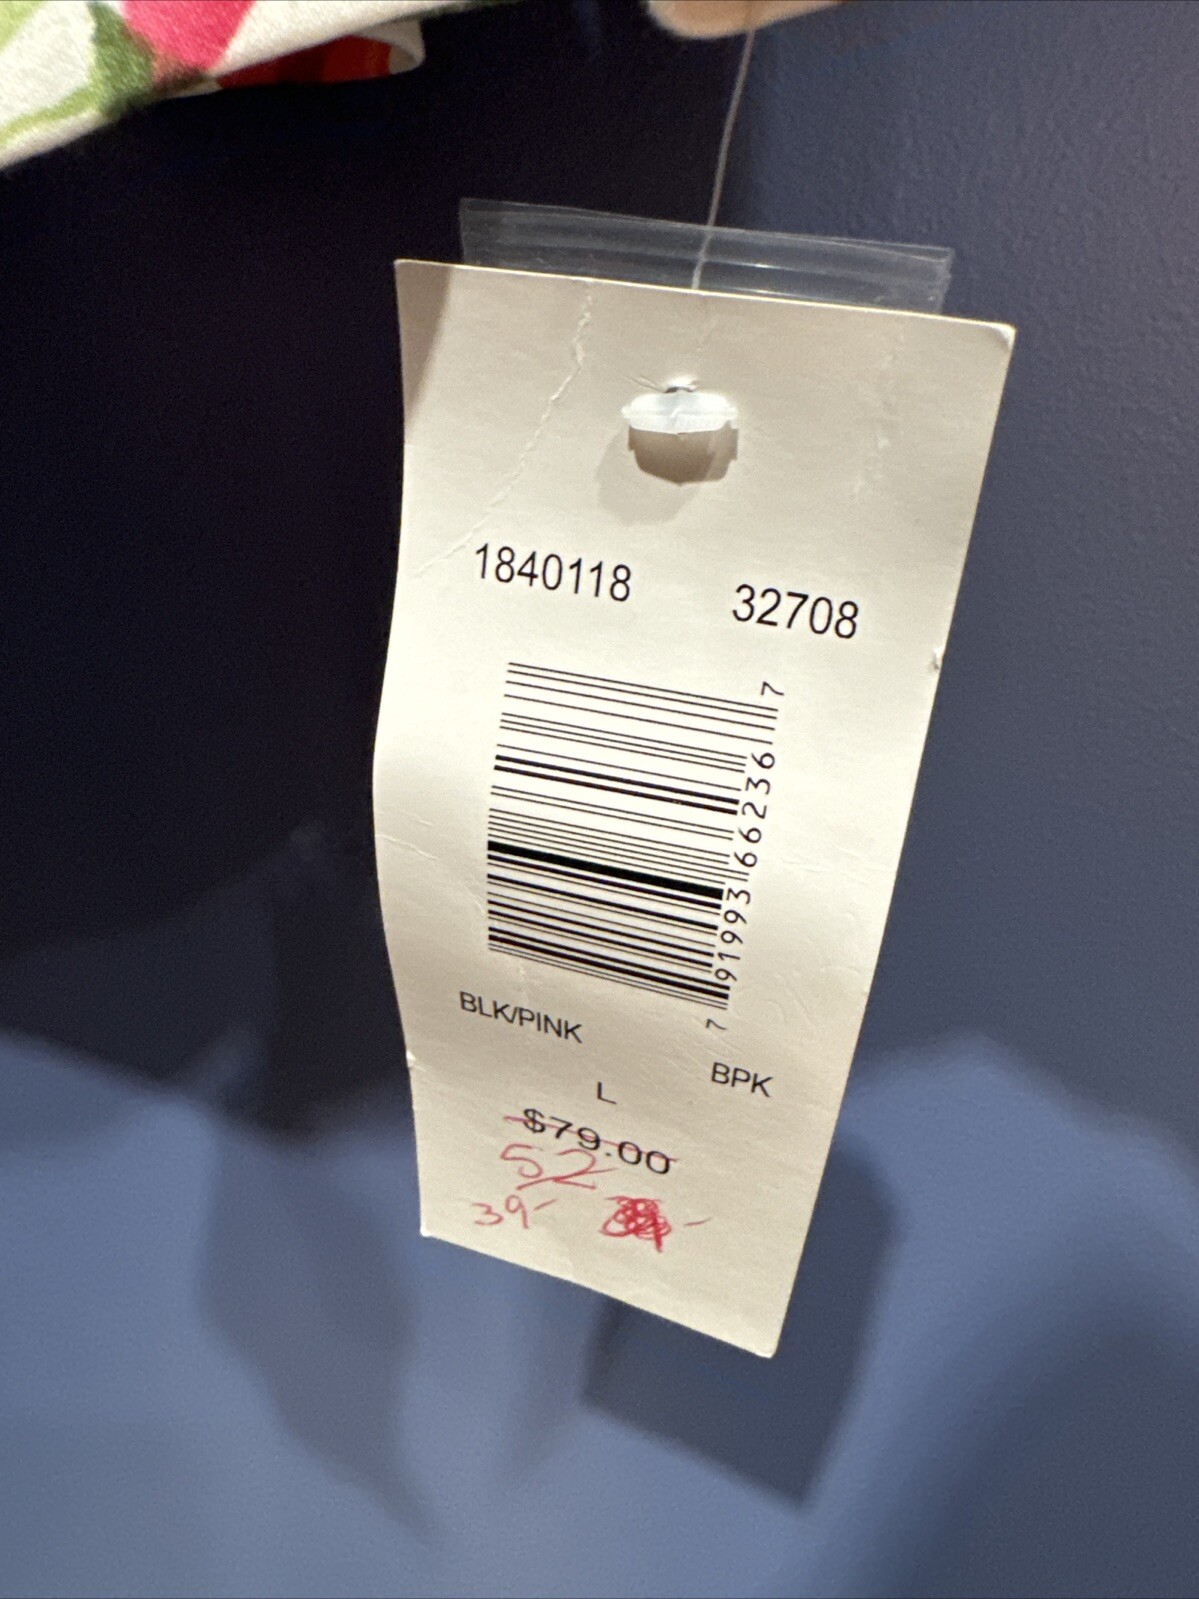 1840118 32708
7 91993 66236 7
BLK/PINK
BPK
L
$79.00
52
39-